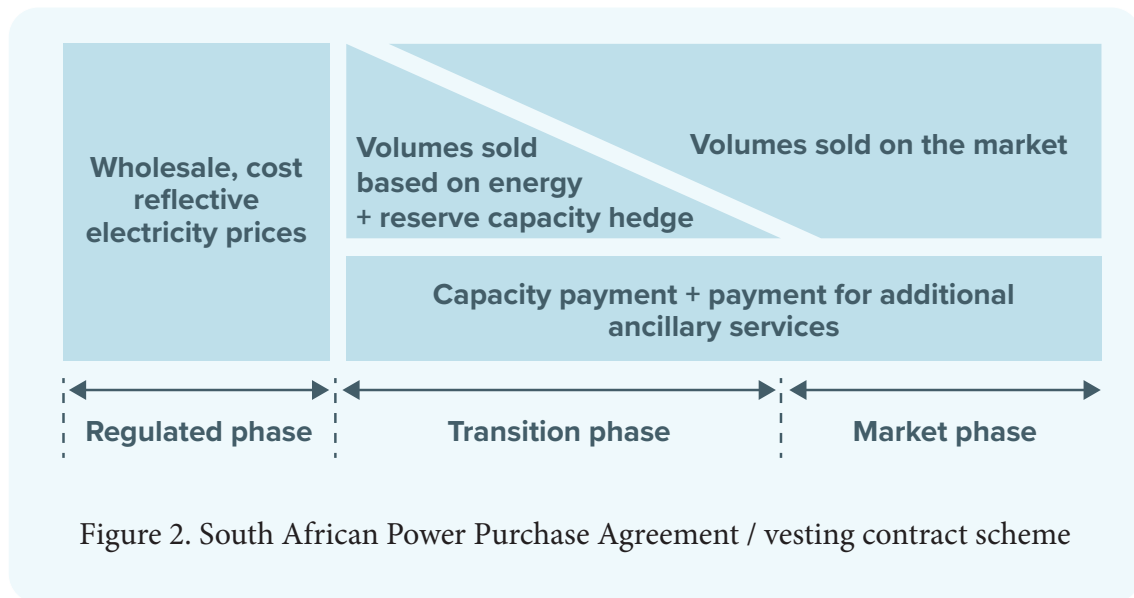 Wholesale, cost
reflective
electricity prices
Volumes sold
based on energy
+ reserve capacity hedge
Volumes sold on the market
Capacity payment + payment for additional
ancillary services
Regulated phase
Transition phase
Market phase
Figure 2. South African Power Purchase Agreement / vesting contract scheme